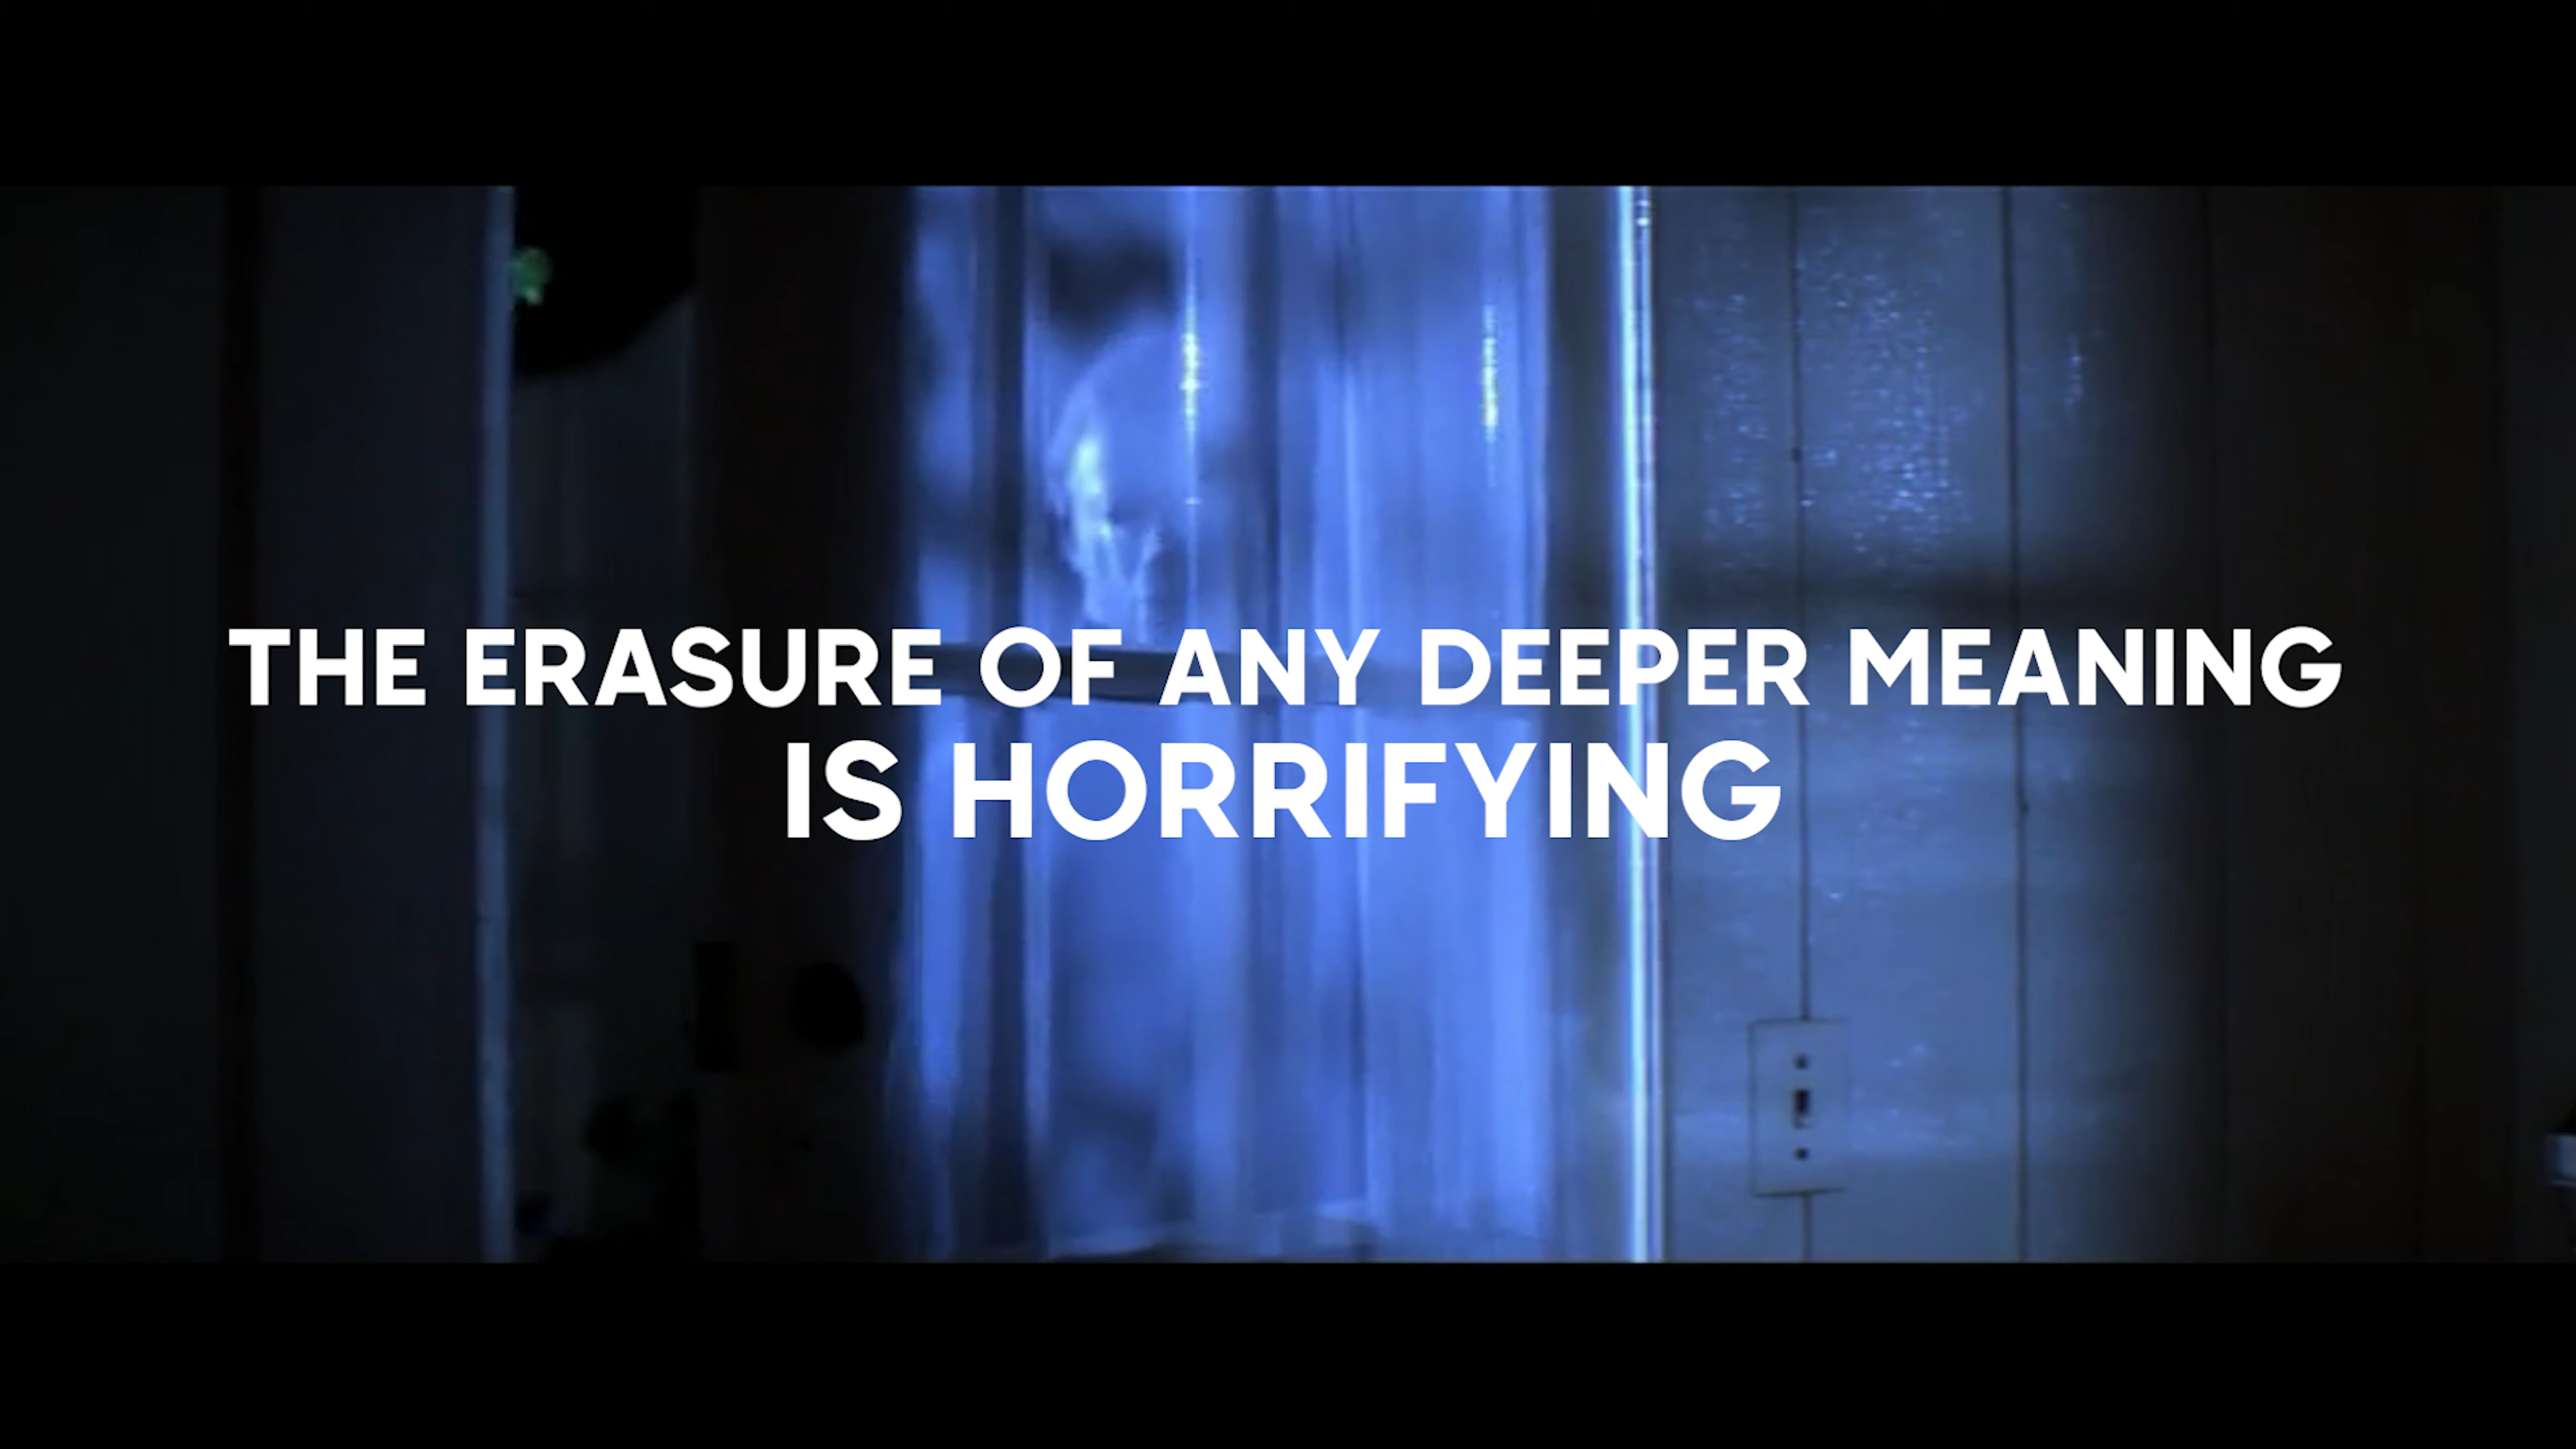 THE ERASURE OF ANY DEEPER MEANING
IS HORRIFYING